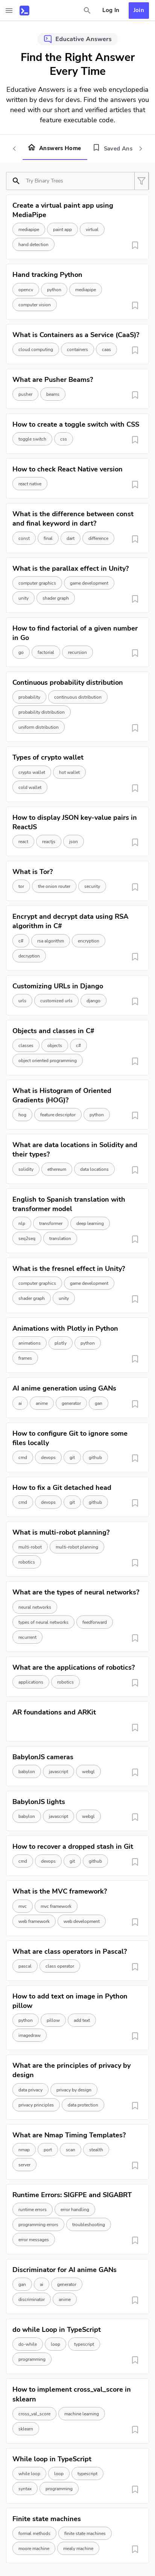 Log In
Join
Educative Answers
Find the Right Answer
Every Time
Educative Answers is a free web encyclopedia
written by devs for devs. Find the answers you
need with our short and verified articles that
feature executable code.
Answers Home
Saved Ans
Try Binary Trees
Create a virtual paint app using
MediaPipe
mediapipe paint app virtual
hand detection
Hand tracking Python
opencv python mediapipe
computer vision
What is Containers as a Service (CaaS)?
cloud computing containers caas
What are Pusher Beams?
pusher beams
How to create a toggle switch with CSS
toggle switch css
How to check React Native version
react native
What is the difference between const
and final keyword in dart?
const final dart difference
What is the parallax effect in Unity?
computer graphics game development
unity shader graph
How to find factorial of a given number
in Go
go factorial recursion
Continuous probability distribution
probability continuous distribution
probability distribution
uniform distribution
Types of crypto wallet
crypto wallet hot wallet
cold wallet
How to display JSON key-value pairs in
ReactJS
react reactjs json
What is Tor?
tor the onion router security
Encrypt and decrypt data using RSA
algorithm in C#
c# rsa algorithm encryption
decryption
Customizing URLs in Django
urls customized urls django
Objects and classes in C#
classes objects c#
object oriented programming
What is Histogram of Oriented
Gradients (HOG)?
hog feature descriptor python
What are data locations in Solidity and
their types?
solidity ethereum data locations
English to Spanish translation with
transformer model
nlp transformer deep learning
seq2seq translation
What is the fresnel effect in Unity?
computer graphics game development
shader graph unity
Animations with Plotly in Python
animations plotly python
frames
AI anime generation using GANs
ai anime generator gan
How to configure Git to ignore some
files locally
cmd devops git github
How to fix a Git detached head
cmd devops git github
What is multi-robot planning?
multi-robot multi-robot planning
robotics
What are the types of neural networks?
neural networks
types of neural networks feedforward
recurrent
What are the applications of robotics?
applications robotics
AR foundations and ARKit
BabylonJS cameras
babylon javascript webgl
BabylonJS lights
babylon javascript webgl
How to recover a dropped stash in Git
cmd devops git github
What is the MVC framework?
mvc mvc framework
web framework web development
What are class operators in Pascal?
pascal class operator
How to add text on image in Python
pillow
python pillow add text
imagedraw
What are the principles of privacy by
design
data privacy privacy by design
privacy principles data protection
What are Nmap Timing Templates?
nmap port scan stealth
server
Runtime Errors: SIGFPE and SIGABRT
runtime errors error handling
programming errors troubleshooting
error messages
Discriminator for AI anime GANs
gan ai generator
discriminator anime
do while Loop in TypeScript
do-while loop typescript
programming
How to implement cross_val_score in
sklearn
cross_val_score machine learning
sklearn
While loop in TypeScript
while loop loop typescript
syntax programming
Finite state machines
formal methods finite state machines
moore machine mealy machine